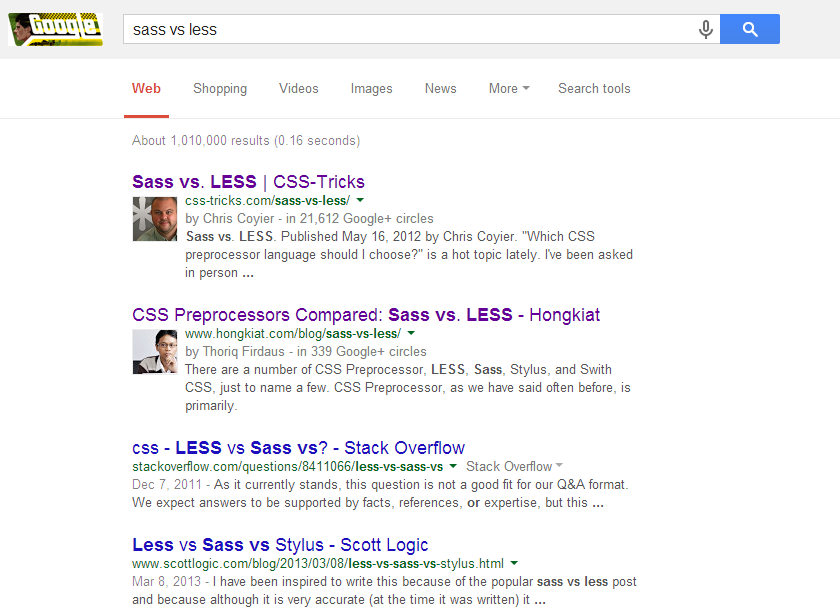 Google
sass vs less
Web Shopping Videos Images News More Search tools
About 1,010,000 results (0.16 seconds)
Sass vs. LESS | CSS-Tricks
css-tricks.com/sass-vs-less/
by Chris Coyier - in 21,612 Google+ circles
Sass vs. LESS. Published May 16, 2012 by Chris Coyier. "Which CSS
preprocessor language should I choose?" is a hot topic lately. I've been asked
in person ...
CSS Preprocessors Compared: Sass vs. LESS - Hongkiat
www.hongkiat.com/blog/sass-vs-less/
by Thoriq Firdaus - in 339 Google+ circles
There are a number of CSS Preprocessor, LESS, Sass, Stylus, and Swith
CSS, just to name a few. CSS Preprocessor, as we have said often before, is
primarily.
css - LESS vs Sass vs? - Stack Overflow
stackoverflow.com/questions/8411066/less-vs-sass-vs Stack Overflow
Dec 7, 2011 - As it currently stands, this question is not a good fit for our Q&A format.
We expect answers to be supported by facts, references, or expertise, but this ...
Less vs Sass vs Stylus - Scott Logic
www.scottlogic.com/blog/2013/03/08/less-vs-sass-vs-stylus.html
Mar 8, 2013 - I have been inspired to write this because of the popular sass vs less post
and because although it is very accurate (at the time it was written) it ...